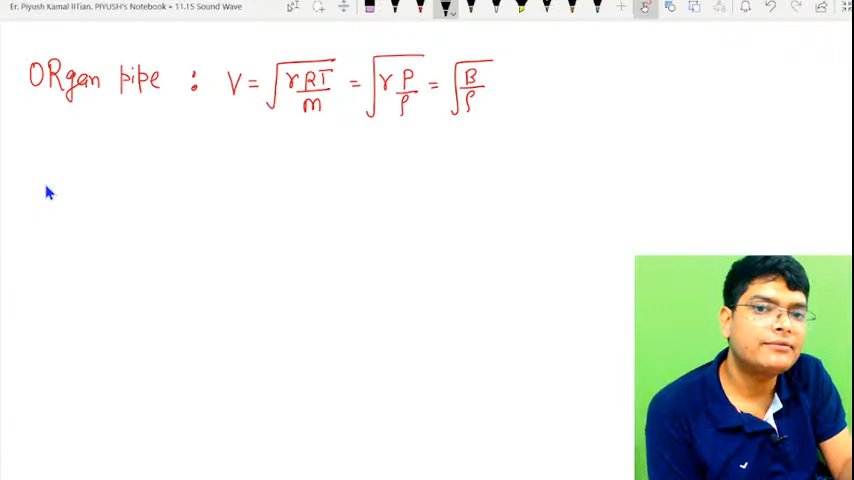 Er. Piyush Kamal IITian. PIYUSH's Notebook » 11.15 Sound Wave
ORgan pipe : V = √(γRT/m) = √(γP/ρ) = √(B/ρ)